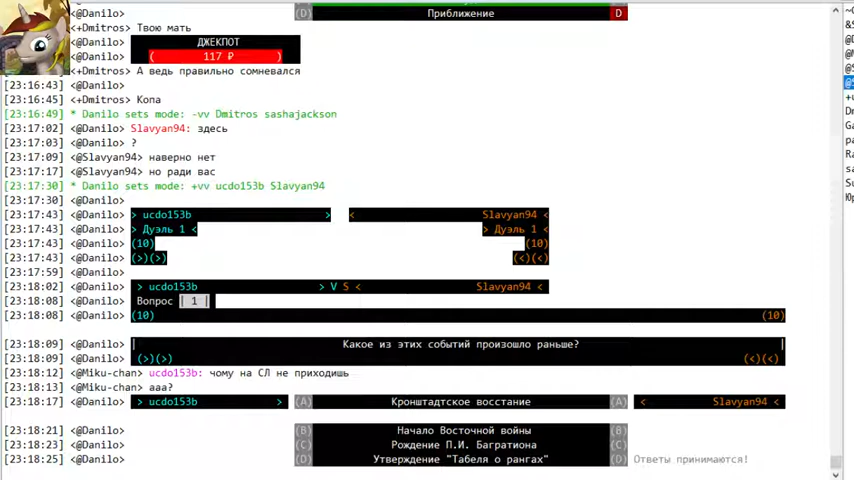 <@Danilo> (D) Приближение D
<+Dmitros> Твою мать
<@Danilo> ДЖЕКПОТ
<@Danilo> ( 117 ₽ )
<+Dmitros> А ведь правильно сомневался
[23:16:43] <@Danilo>
[23:16:45] <+Dmitros> Копа
[23:16:49] * Danilo sets mode: -vv Dmitros sashajackson
[23:17:02] <@Danilo> Slavyan94: здесь
[23:17:03] <@Danilo> ?
[23:17:09] <@Slavyan94> наверно нет
[23:17:17] <@Slavyan94> но ради вас
[23:17:30] * Danilo sets mode: +vv ucdo153b Slavyan94
[23:17:30] <@Danilo>
[23:17:43] <@Danilo> > ucdo153b > < Slavyan94 <
[23:17:43] <@Danilo> > Дуэль 1 < > Дуэль 1 <
[23:17:43] <@Danilo> (10) (10)
[23:17:43] <@Danilo> (>)(>) (<)(<)
[23:17:59] <@Danilo>
[23:18:02] <@Danilo> > ucdo153b > V S < Slavyan94 <
[23:18:08] <@Danilo> Вопрос | 1 |
[23:18:08] <@Danilo> (10) (10)
[23:18:09] <@Danilo> | Какое из этих событий произошло раньше? |
<@Danilo> (>)(>) (<)(<)
[23:18:12] <@Miku-chan> ucdo153b: чому на СЛ не приходишь
[23:18:13] <@Miku-chan> ааа?
[23:18:17] <@Danilo> > ucdo153b > (A) Кронштадтское восстание (A) < Slavyan94 <
[23:18:21] <@Danilo> (B) Начало Восточной войны (B)
[23:18:23] <@Danilo> (C) Рождение П.И. Багратиона (C)
[23:18:25] <@Danilo> (D) Утверждение "Табеля о рангах" (D) Ответы принимаются!